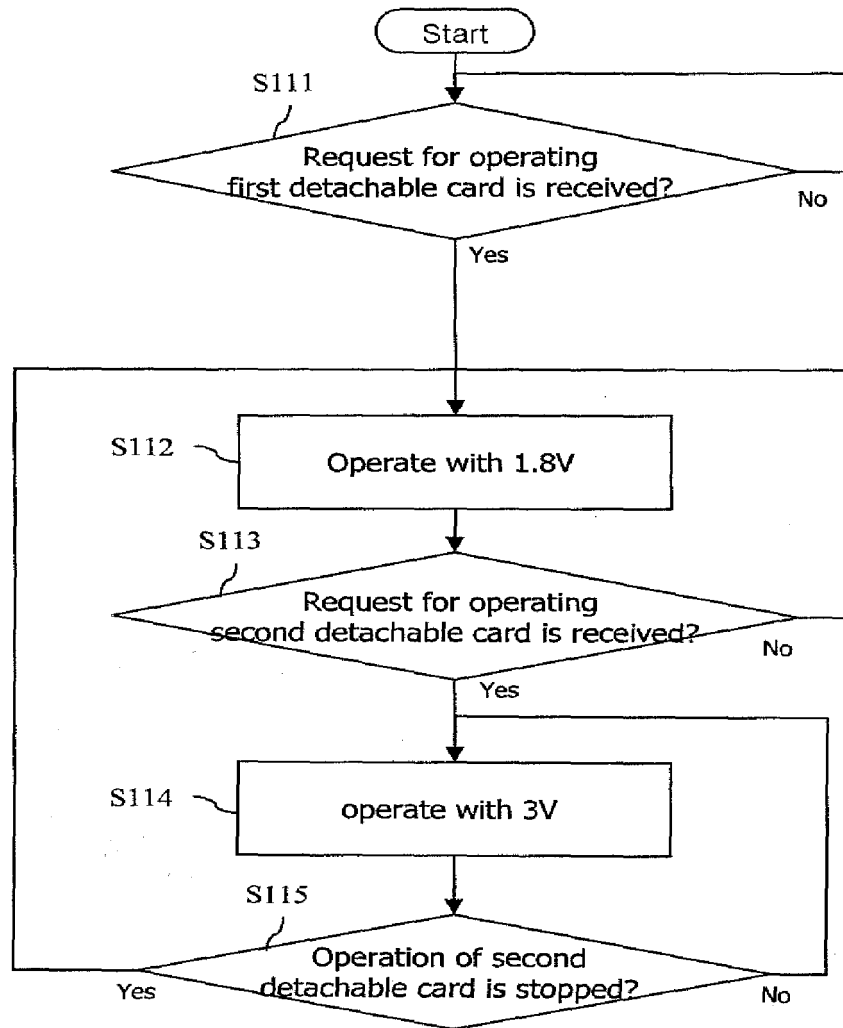 Start
S111
Request for operating
first detachable card is received?
No
Yes
S112
Operate with 1.8V
S113
Request for operating
second detachable card is received?
No
Yes
S114
operate with 3V
S115
Operation of second
detachable card is stopped?
Yes
No